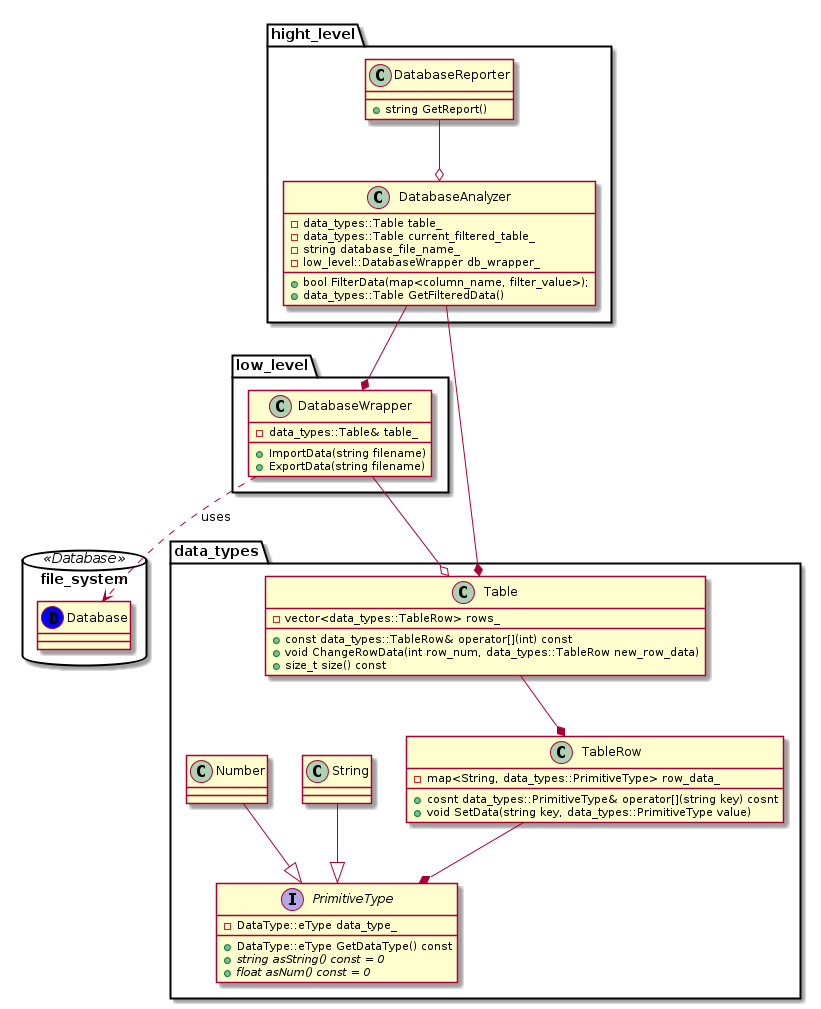 hight_level
C DatabaseReporter
string GetReport()
C DatabaseAnalyzer
data_types::Table table_
data_types::Table current_filtered_table_
string database_file_name_
low_level::DatabaseWrapper db_wrapper_
bool FilterData(map<column_name, filter_value>);
data_types::Table GetFilteredData()
low_level
C DatabaseWrapper
data_types::Table& table_
ImportData(string filename)
ExportData(string filename)
uses
«Database»
file_system
D Database
data_types
C Table
vector<data_types::TableRow> rows_
const data_types::TableRow& operator[](int) const
void ChangeRowData(int row_num, data_types::TableRow new_row_data)
size_t size() const
C Number
C String
C TableRow
map<String, data_types::PrimitiveType> row_data_
cosnt data_types::PrimitiveType& operator[](string key) cosnt
void SetData(string key, data_types::PrimitiveType value)
I PrimitiveType
DataType::eType data_type_
DataType::eType GetDataType() const
string asString() const = 0
float asNum() const = 0